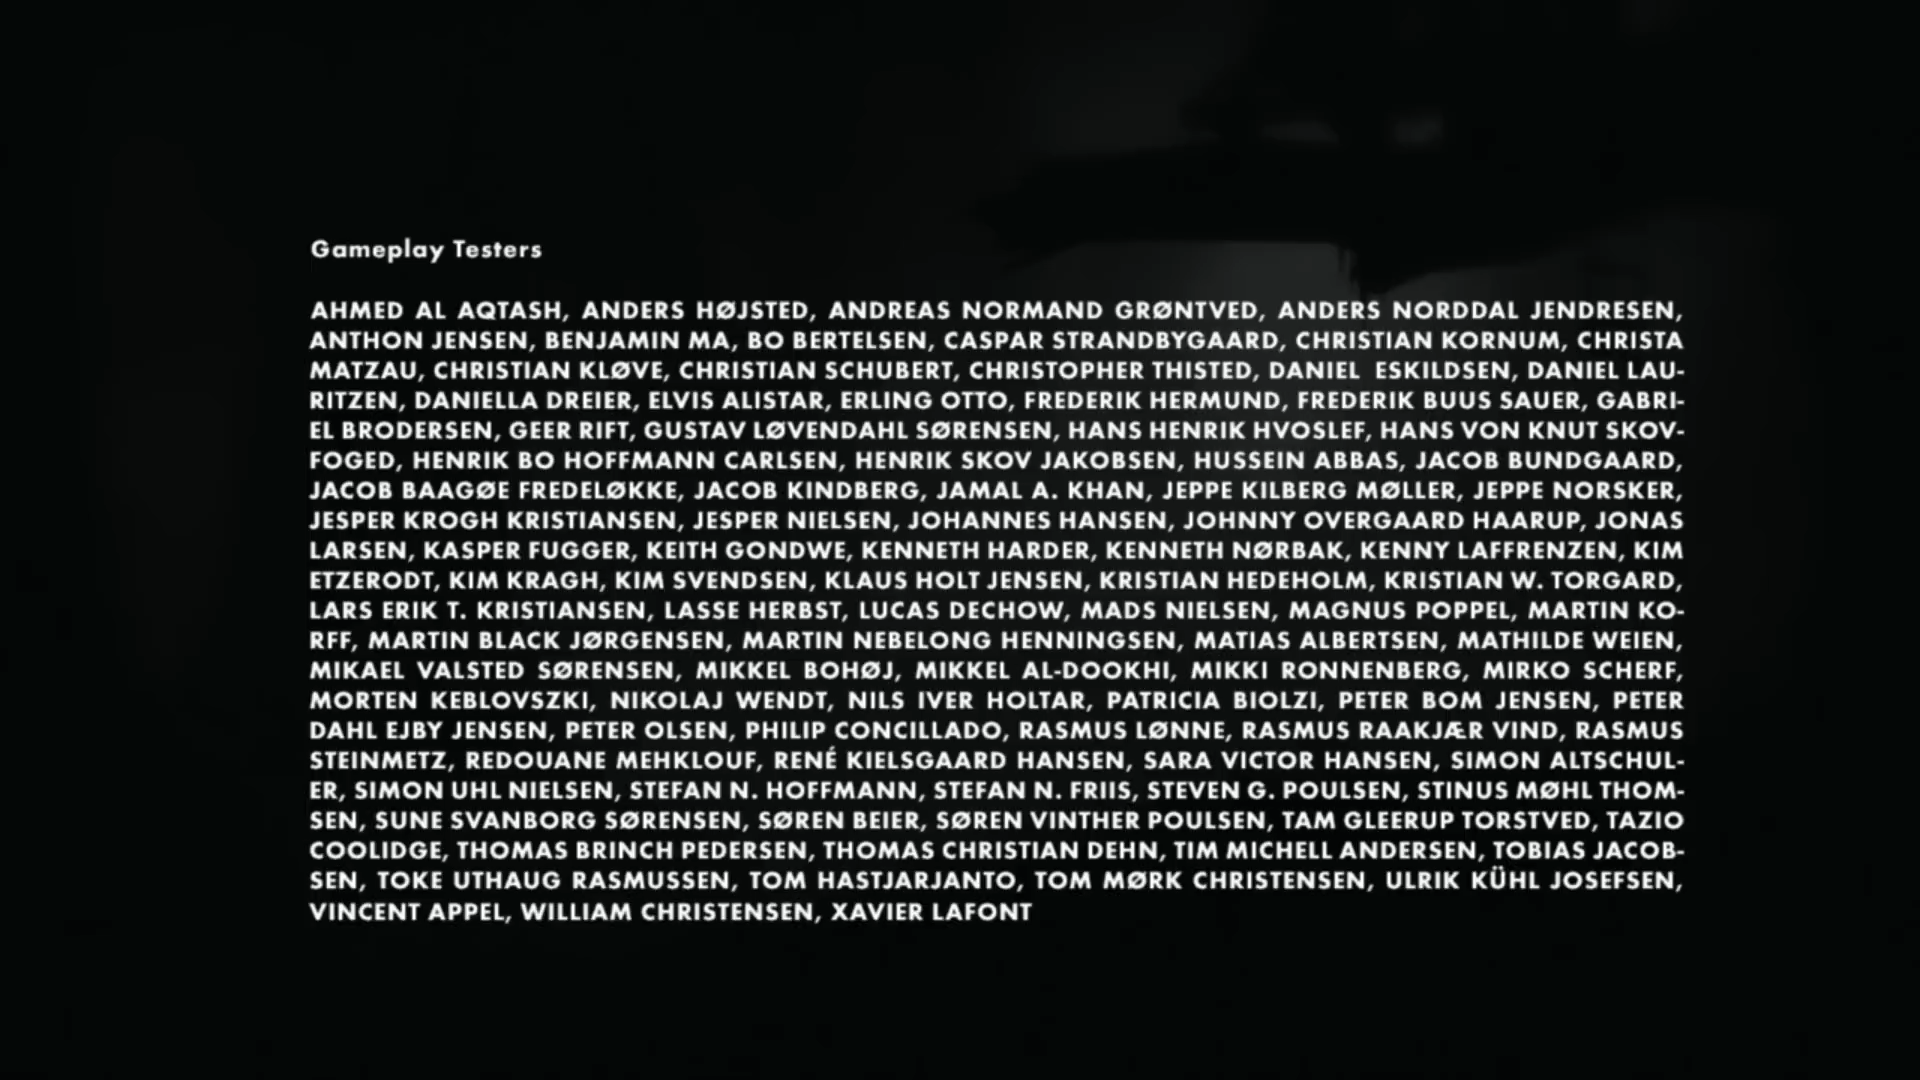 Gameplay Testers
AHMED AL AQTASH, ANDERS HØJSTED, ANDREAS NORMAND GRØNTVED, ANDERS NORDDAL JENDRESEN,
ANTHON JENSEN, BENJAMIN MA, BO BERTELSEN, CASPAR STRANDBYGAARD, CHRISTIAN KORNUM, CHRISTA
MATZAU, CHRISTIAN KLØVE, CHRISTIAN SCHUBERT, CHRISTOPHER THISTED, DANIEL ESKILDSEN, DANIEL LAU-
RITZEN, DANIELLA DREIER, ELVIS ALISTAR, ERLING OTTO, FREDERIK HERMUND, FREDERIK BUUS SAUER, GABRI-
EL BRODERSEN, GEER RIFT, GUSTAV LØVENDAHL SØRENSEN, HANS HENRIK HVOSLEF, HANS VON KNUT SKOV-
FOGED, HENRIK BO HOFFMANN CARLSEN, HENRIK SKOV JAKOBSEN, HUSSEIN ABBAS, JACOB BUNDGAARD,
JACOB BAAGØE FREDELØKKE, JACOB KINDBERG, JAMAL A. KHAN, JEPPE KILBERG MØLLER, JEPPE NORSKER,
JESPER KROGH KRISTIANSEN, JESPER NIELSEN, JOHANNES HANSEN, JOHNNY OVERGAARD HAARUP, JONAS
LARSEN, KASPER FUGGER, KEITH GONDWE, KENNETH HARDER, KENNETH NØRBAK, KENNY LAFFRENZEN, KIM
ETZERODT, KIM KRAGH, KIM SVENDSEN, KLAUS HOLT JENSEN, KRISTIAN HEDEHOLM, KRISTIAN W. TORGARD,
LARS ERIK T. KRISTIANSEN, LASSE HERBST, LUCAS DECHOW, MADS NIELSEN, MAGNUS POPPEL, MARTIN KO-
RFF, MARTIN BLACK JØRGENSEN, MARTIN NEBELONG HENNINGSEN, MATIAS ALBERTSEN, MATHILDE WEIEN,
MIKAEL VALSTED SØRENSEN, MIKKEL BOHØJ, MIKKEL AL-DOOKHI, MIKKI RONNENBERG, MIRKO SCHERF,
MORTEN KEBLOVSZKI, NIKOLAJ WENDT, NILS IVER HOLTAR, PATRICIA BIOLZI, PETER BOM JENSEN, PETER
DAHL EJBY JENSEN, PETER OLSEN, PHILIP CONCILLADO, RASMUS LØNNE, RASMUS RAAKJÆR VIND, RASMUS
STEINMETZ, REDOUANE MEHKLOUF, RENÉ KIELSGAARD HANSEN, SARA VICTOR HANSEN, SIMON ALTSCHUL-
ER, SIMON UHL NIELSEN, STEFAN N. HOFFMANN, STEFAN N. FRIIS, STEVEN G. POULSEN, STINUS MØHL THOM-
SEN, SUNE SVANBORG SØRENSEN, SØREN BEIER, SØREN VINTHER POULSEN, TAM GLEERUP TORSTVED, TAZIO
COOLIDGE, THOMAS BRINCH PEDERSEN, THOMAS CHRISTIAN DEHN, TIM MICHELL ANDERSEN, TOBIAS JACOB-
SEN, TOKE UTHAUG RASMUSSEN, TOM HASTJARJANTO, TOM MØRK CHRISTENSEN, ULRIK KÜHL JOSEFSEN,
VINCENT APPEL, WILLIAM CHRISTENSEN, XAVIER LAFONT